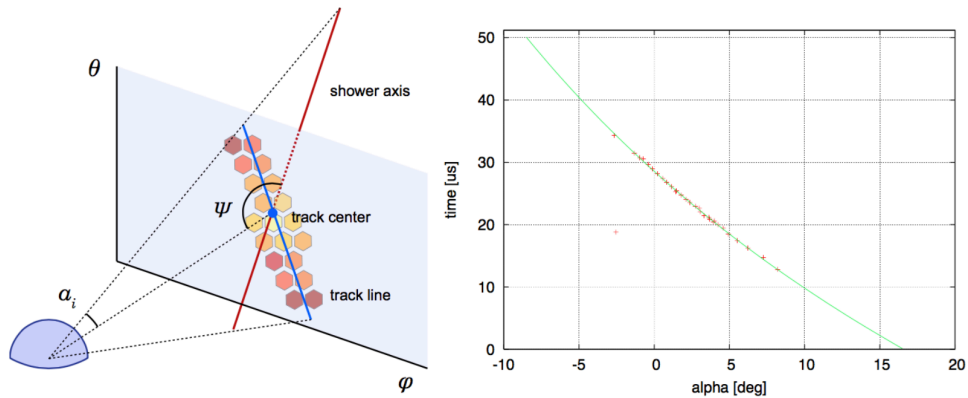 θ
shower axis
Ψ
track center
α_i
track line
φ
time [us]
50
40
30
20
10
0
-10
-5
0
5
10
15
20
alpha [deg]